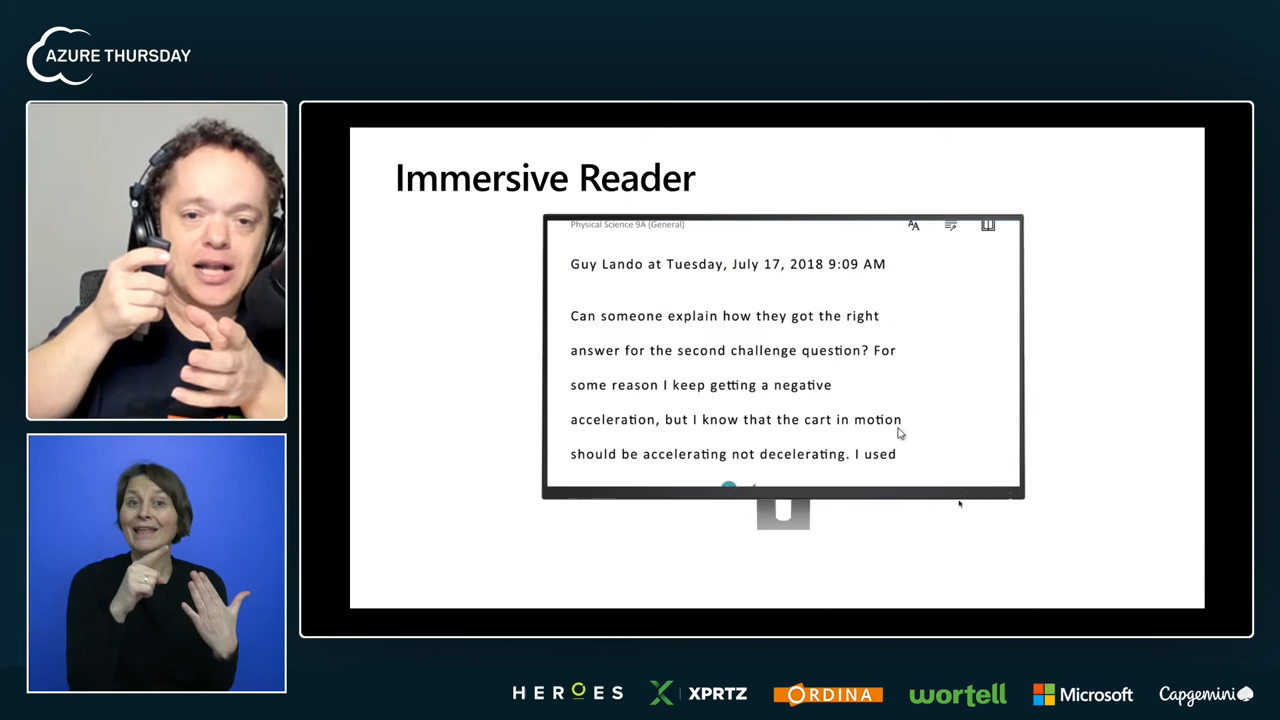 AZURE THURSDAY
Immersive Reader
Physical Science 9A (General)
Guy Lando at Tuesday, July 17, 2018 9:09 AM
Can someone explain how they got the right
answer for the second challenge question? For
some reason I keep getting a negative
acceleration, but I know that the cart in motion
should be accelerating not decelerating. I used
HEROES XPRTZ ORDINA wortell Microsoft Capgemini